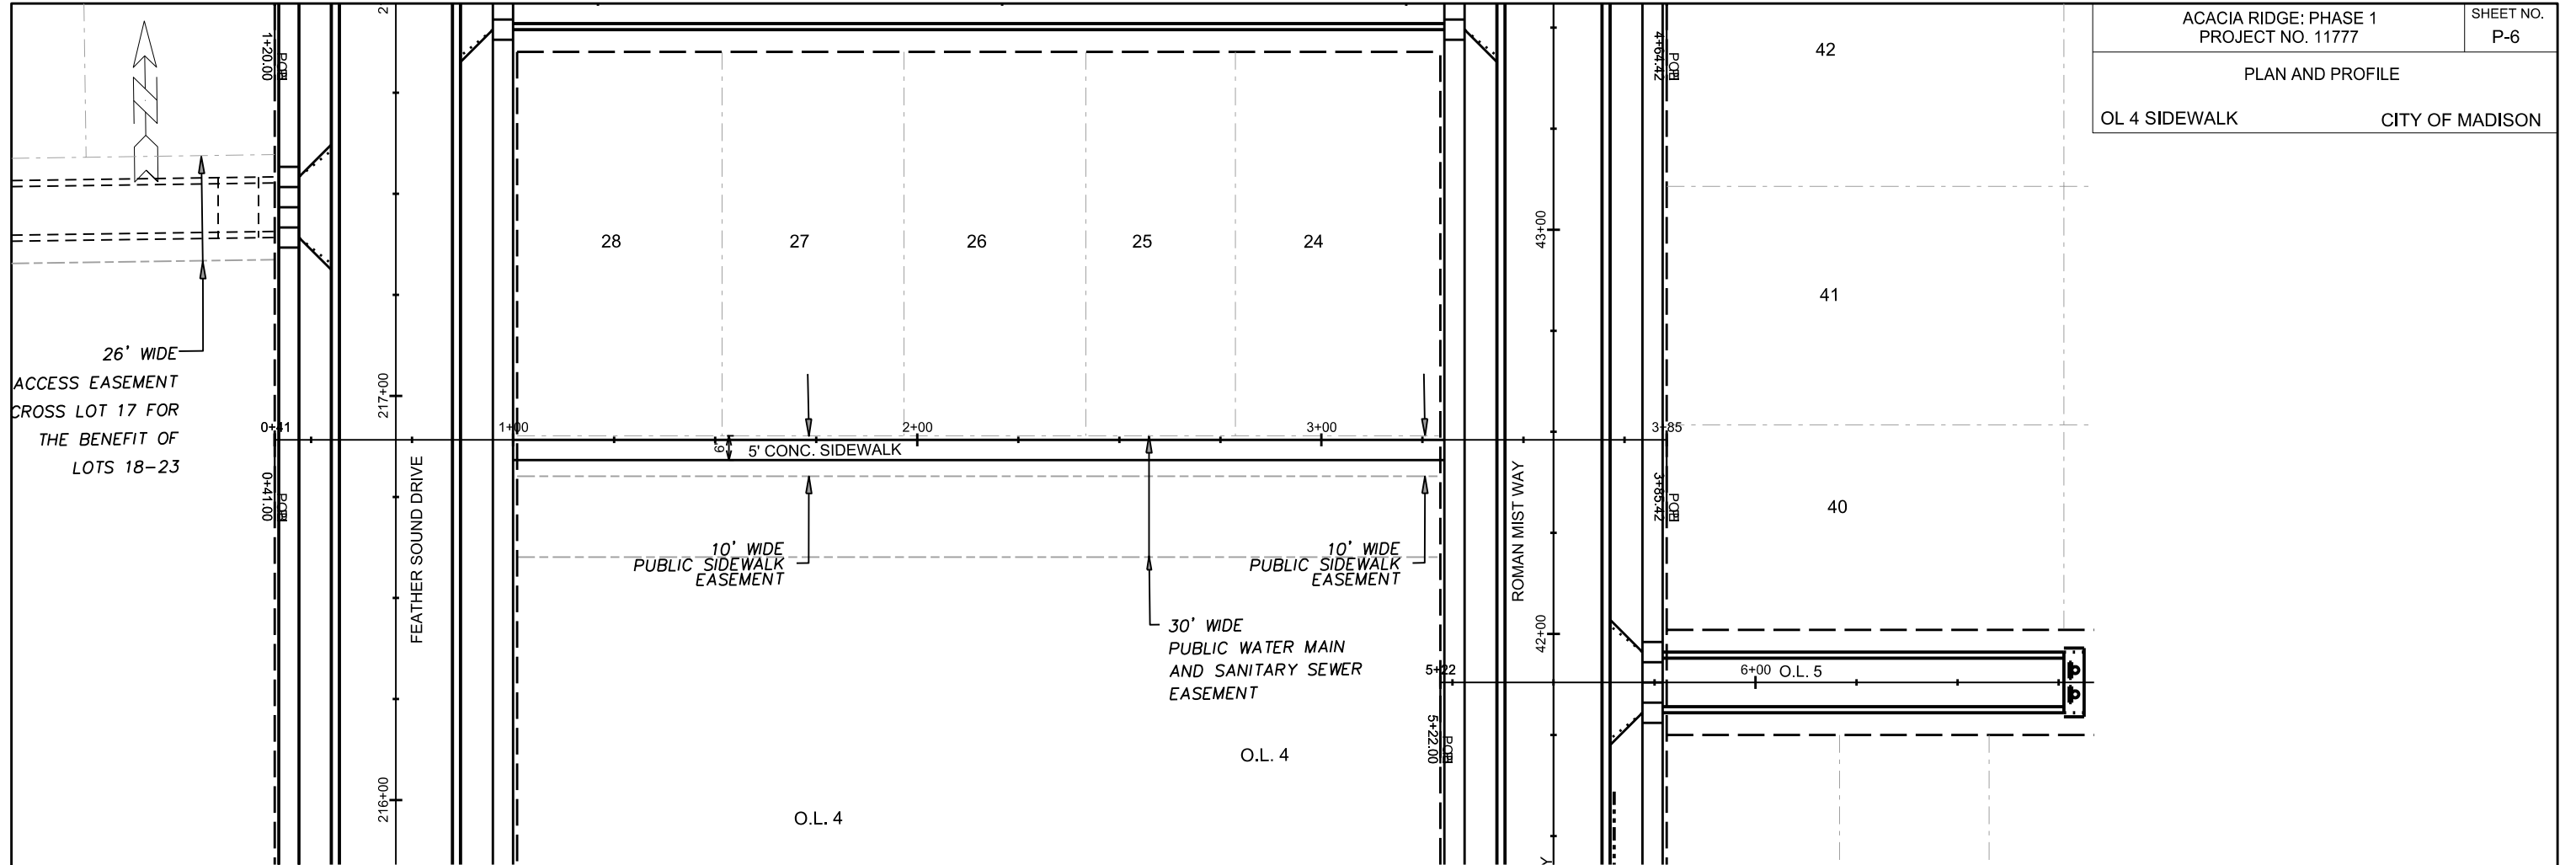 ACACIA RIDGE: PHASE 1
PROJECT NO. 11777
SHEET NO.
P-6
PLAN AND PROFILE
OL 4 SIDEWALK
CITY OF MADISON
1+20.00
4+64.42
42
28
27
26
25
24
43+00
41
26' WIDE
ACCESS EASEMENT
CROSS LOT 17 FOR
THE BENEFIT OF
LOTS 18-23
217+00
0+41
1+00
2+00
3+00
3+85
6'
5' CONC. SIDEWALK
0+41.00
3+85.42
FEATHER SOUND DRIVE
ROMAN MIST WAY
40
10' WIDE
PUBLIC SIDEWALK
EASEMENT
10' WIDE
PUBLIC SIDEWALK
EASEMENT
30' WIDE
PUBLIC WATER MAIN
AND SANITARY SEWER
EASEMENT
42+00
5+22
6+00
O.L. 5
5+22.00
O.L. 4
O.L. 4
216+00
Y
2